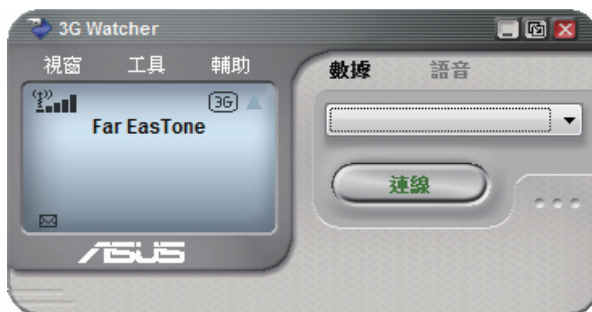 3G Watcher
視窗 工具 輔助
數據 語音
3G
Far EasTone
連線
ASUS